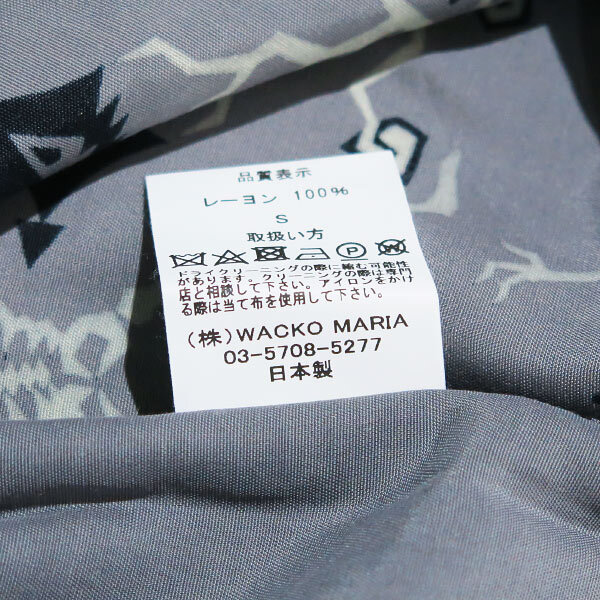 品質表示
レーヨン 100%
S
取扱い方
P
ドライクリーニングの際に縮む可能性
があります。クリーニングの際は専門
店と相談して下さい。アイロンをかけ
る際は当て布を使用して下さい。
(株)WACKO MARIA
03-5708-5277
日本製